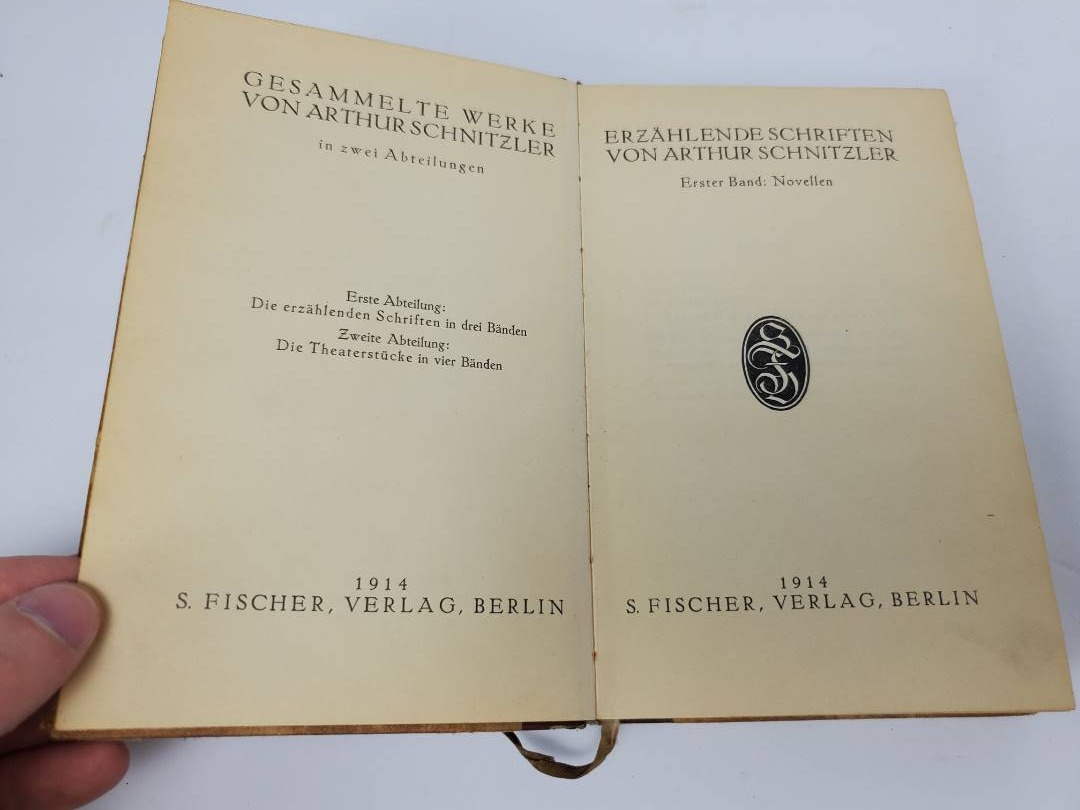 GESAMMELTE WERKE
VON ARTHUR SCHNITZLER
in zwei Abteilungen
Erste Abteilung:
Die erzählenden Schriften in drei Bänden
Zweite Abteilung:
Die Theaterstücke in vier Bänden
1914
S. FISCHER, VERLAG, BERLIN
ERZÄHLENDE SCHRIFTEN
VON ARTHUR SCHNITZLER
Erster Band: Novellen
SFV
1914
S. FISCHER, VERLAG, BERLIN